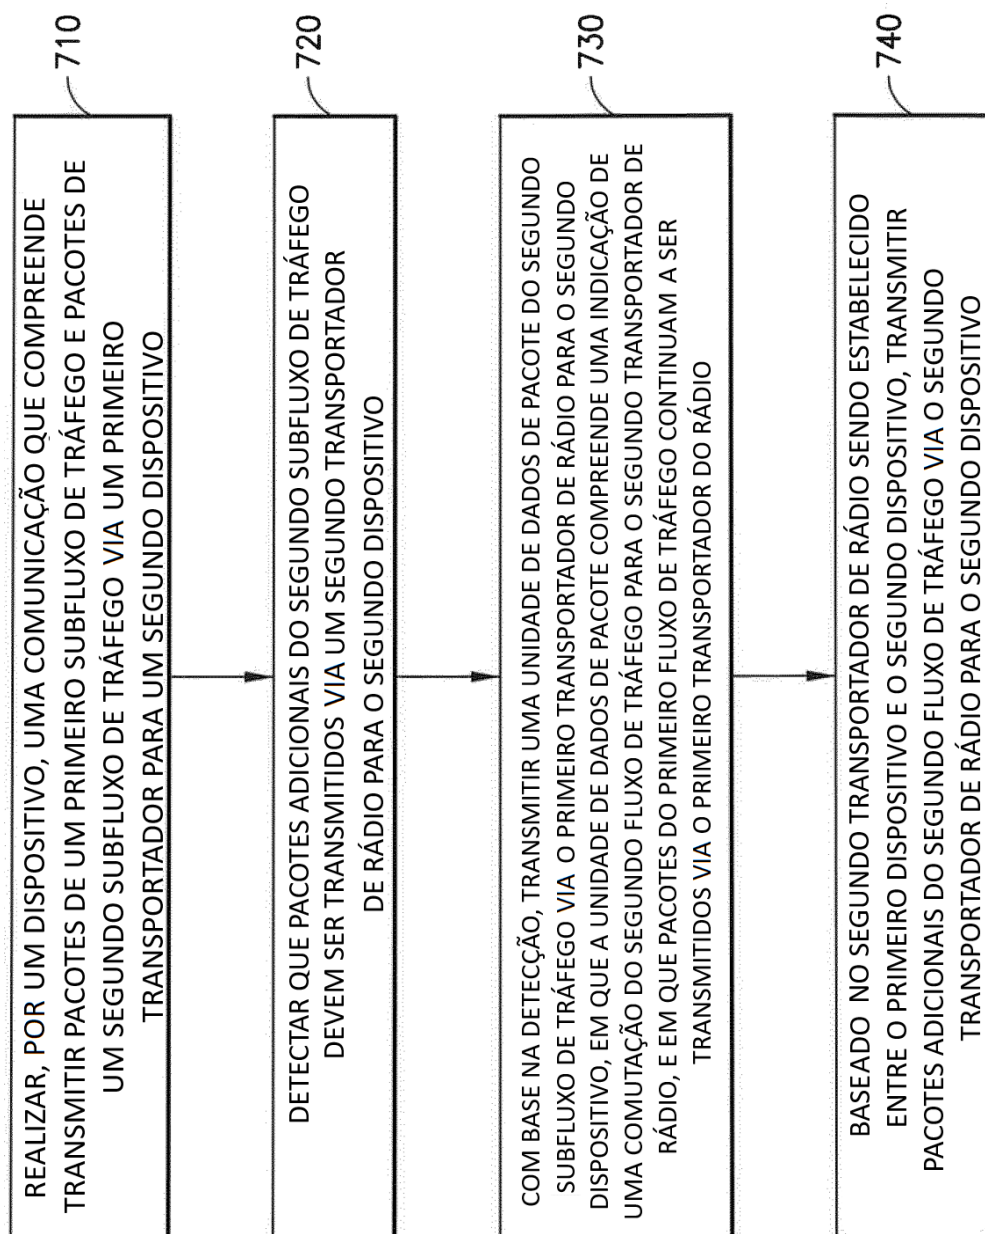 710
REALIZAR, POR UM DISPOSITIVO, UMA COMUNICAÇÃO QUE COMPREENDE
TRANSMITIR PACOTES DE UM PRIMEIRO SUBFLUXO DE TRÁFEGO E PACOTES DE
UM SEGUNDO SUBFLUXO DE TRÁFEGO VIA UM PRIMEIRO
TRANSPORTADOR PARA UM SEGUNDO DISPOSITIVO
720
DETECTAR QUE PACOTES ADICIONAIS DO SEGUNDO SUBFLUXO DE TRÁFEGO
DEVEM SER TRANSMITIDOS VIA UM SEGUNDO TRANSPORTADOR
DE RÁDIO PARA O SEGUNDO DISPOSITIVO
730
COM BASE NA DETECÇÃO, TRANSMITIR UMA UNIDADE DE DADOS DE PACOTE DO SEGUNDO
SUBFLUXO DE TRÁFEGO VIA O PRIMEIRO TRANSPORTADOR DE RÁDIO PARA O SEGUNDO
DISPOSITIVO, EM QUE A UNIDADE DE DADOS DE PACOTE COMPREENDE UMA INDICAÇÃO DE
UMA COMUTAÇÃO DO SEGUNDO FLUXO DE TRÁFEGO PARA O SEGUNDO TRANSPORTADOR DE
RÁDIO, E EM QUE PACOTES DO PRIMEIRO FLUXO DE TRÁFEGO CONTINUAM A SER
TRANSMITIDOS VIA O PRIMEIRO TRANSPORTADOR DO RÁDIO
740
BASEADO NO SEGUNDO TRANSPORTADOR DE RÁDIO SENDO ESTABELECIDO
ENTRE O PRIMEIRO DISPOSITIVO E O SEGUNDO DISPOSITIVO, TRANSMITIR
PACOTES ADICIONAIS DO SEGUNDO FLUXO DE TRÁFEGO VIA O SEGUNDO
TRANSPORTADOR DE RÁDIO PARA O SEGUNDO DISPOSITIVO